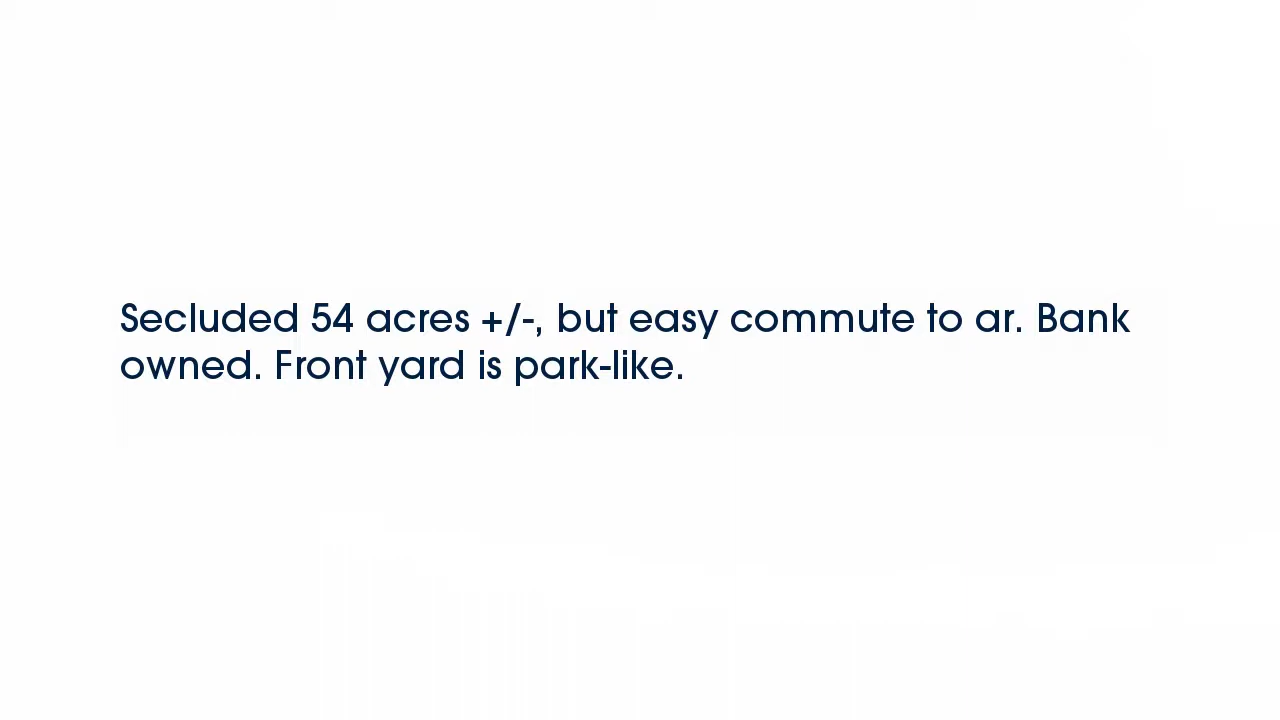 Secluded 54 acres +/-, but easy commute to ar. Bank
owned. Front yard is park-like.